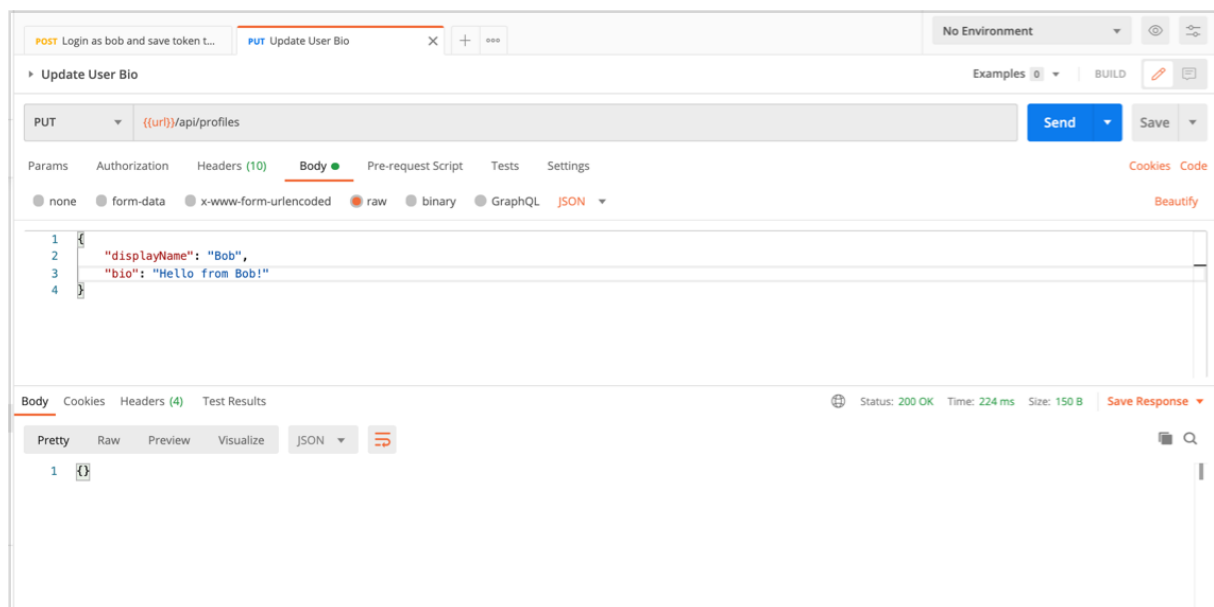 POST Login as bob and save token t... PUT Update User Bio No Environment
Update User Bio Examples 0 BUILD
PUT {{url}}/api/profiles Send Save
Params Authorization Headers (10) Body Pre-request Script Tests Settings Cookies Code
none form-data x-www-form-urlencoded raw binary GraphQL JSON Beautify
1 {
2 "displayName": "Bob",
3 "bio": "Hello from Bob!"
4 }
Body Cookies Headers (4) Test Results Status: 200 OK Time: 224 ms Size: 150 B Save Response
Pretty Raw Preview Visualize JSON
1 {}